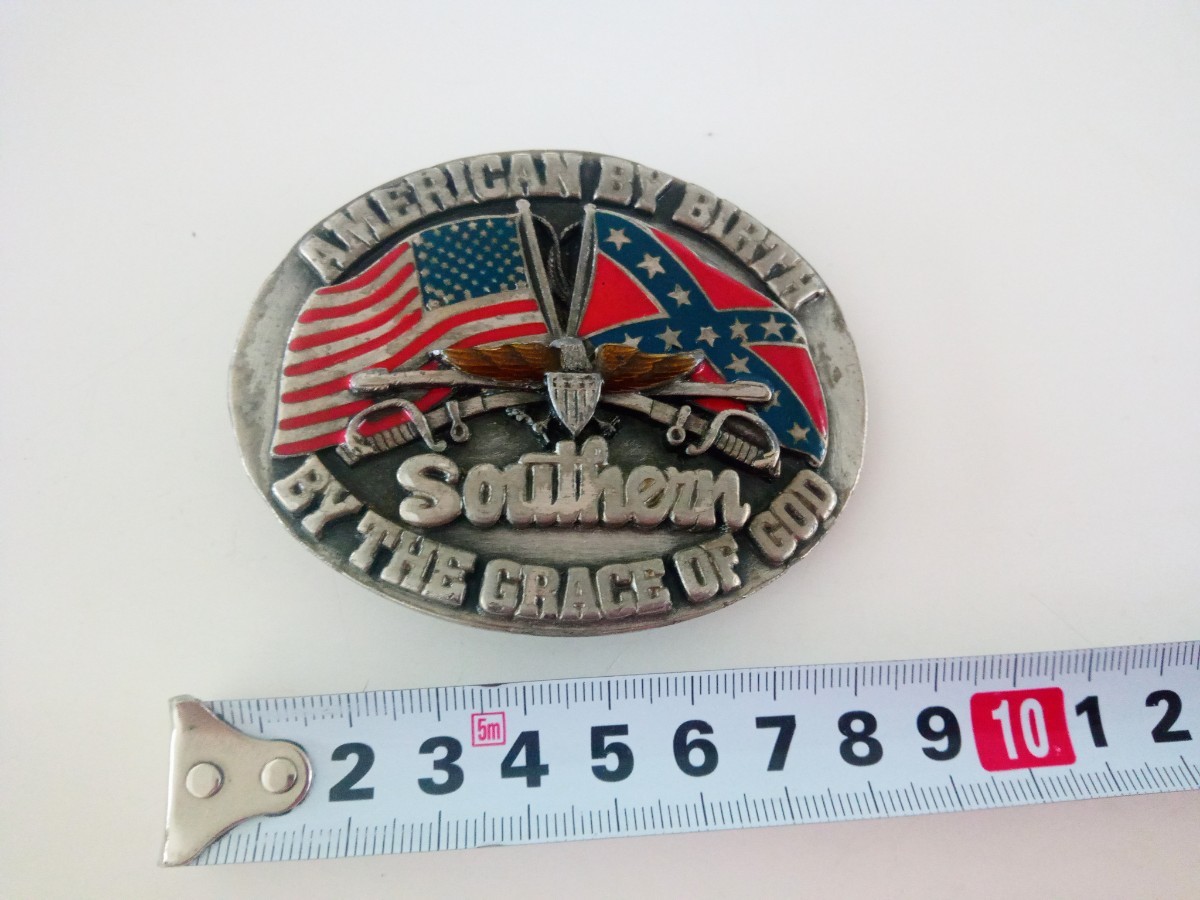 AMERICAN BY BIRTH
Southern
BY THE GRACE OF GOD
5m
2 3 4 5 6 7 8 9 10 1 2